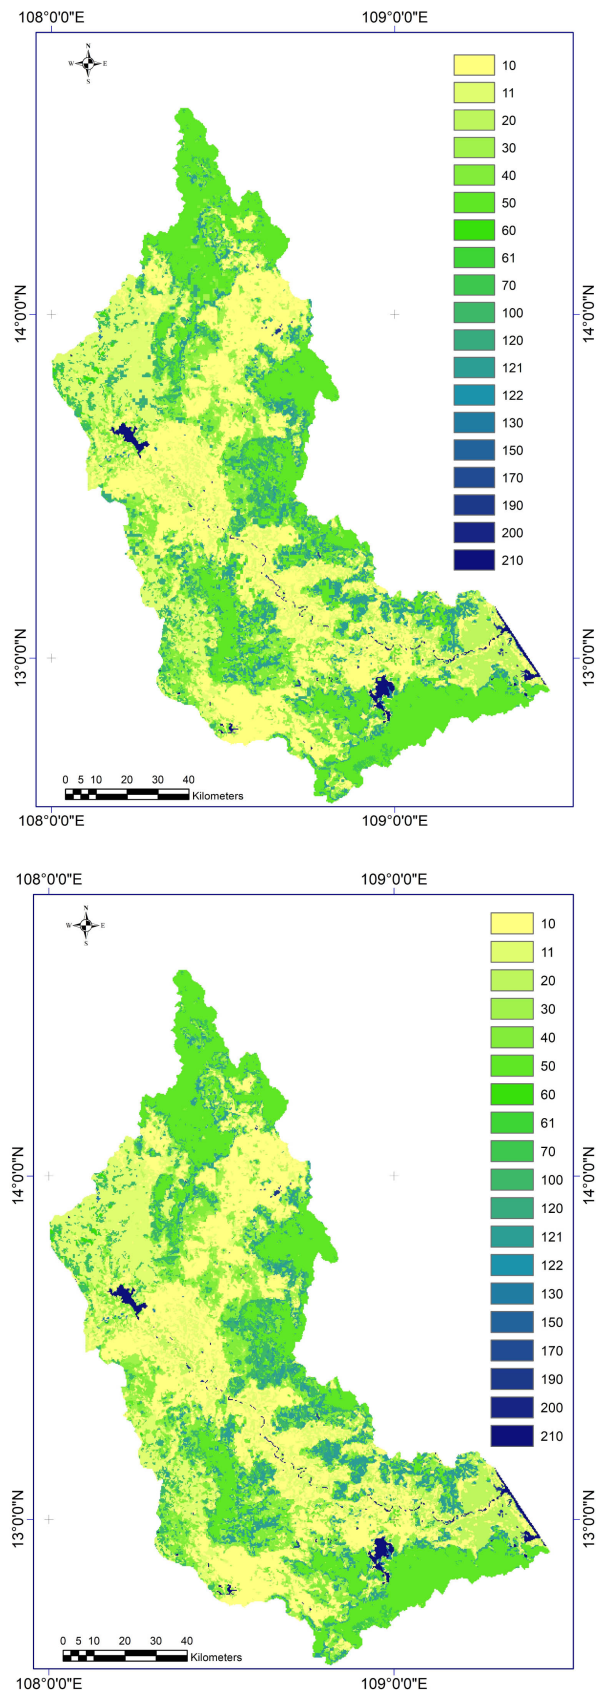 108°0'0"E 109°0'0"E
N
W E
S
10
11
20
30
40
50
60
61
70
100
120
121
122
130
150
170
190
200
210
14°0'0"N 14°0'0"N
13°0'0"N 13°0'0"N
0 5 10 20 30 40
Kilometers
108°0'0"E 109°0'0"E
108°0'0"E 109°0'0"E
N
W E
S
10
11
20
30
40
50
60
61
70
100
120
121
122
130
150
170
190
200
210
14°0'0"N 14°0'0"N
13°0'0"N 13°0'0"N
0 5 10 20 30 40
Kilometers
108°0'0"E 109°0'0"E